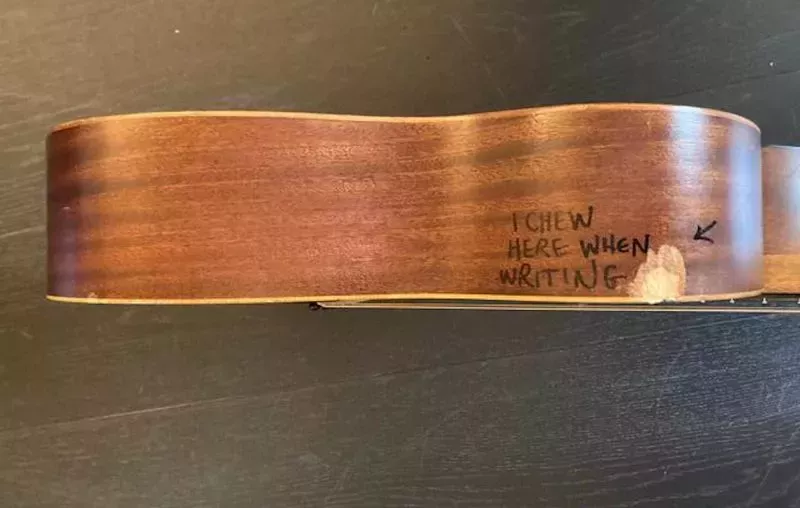 I CHEW
HERE WHEN
WRITING